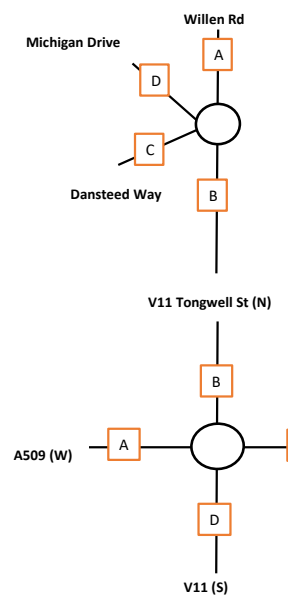 Willen Rd
Michigan Drive
A
D
C
Dansteed Way
B
V11 Tongwell St (N)
B
A509 (W)
A
D
V11 (S)